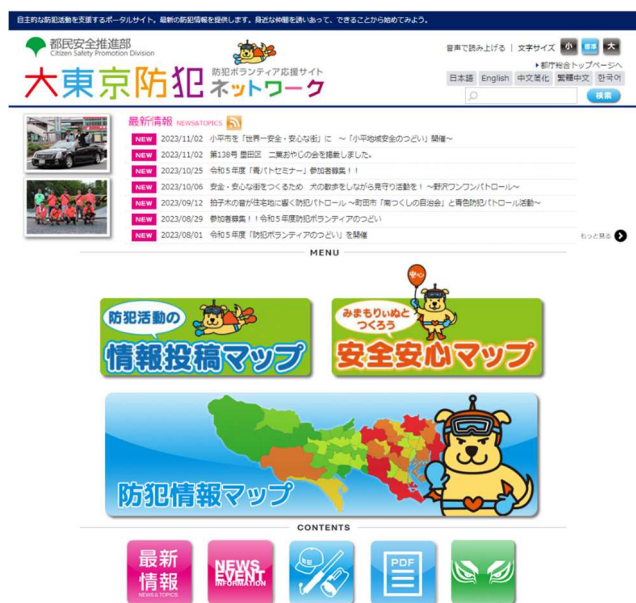 自主的な防犯活動を支援するポータルサイト。最新の防犯情報を提供します。身近な仲間を誘いあって、できることから始めてみよう。
都民安全推進部
Citizen Safety Promotion Division
大東京防犯ネットワーク
防犯ボランティア応援サイト
音声で読み上げる | 文字サイズ 小 標準 大
都庁総合トップページへ
日本語 English 中文简化 繁體中文 한국어
検索
最新情報 NEWS&TOPICS
NEW 2023/11/02 小平市を「世界一安全・安心な街」に ～「小平地域安全のつどい」開催～
NEW 2023/11/02 第138号 墨田区 二葉おやじの会を掲載しました。
NEW 2023/10/25 令和5年度「青パトセミナー」参加者募集！！
NEW 2023/10/06 安全・安心な街をつくるため 犬の散歩をしながら見守り活動を！ ～野沢ワンワンパトロール～
NEW 2023/09/12 拍子木の音が住宅地に響く防犯パトロール ～町田市「南つくしの自治会」と青色防犯パトロール活動～
NEW 2023/08/29 参加者募集！！令和5年度防犯ボランティアのつどい
NEW 2023/08/01 令和5年度「防犯ボランティアのつどい」を開催
もっと見る
MENU
防犯活動の
情報投稿マップ
みまもりぃぬと
つくろう
安全安心マップ
防犯情報マップ
CONTENTS
最新
情報
NEWS&TOPICS
NEWS
EVENT
INFORMATION
PDF